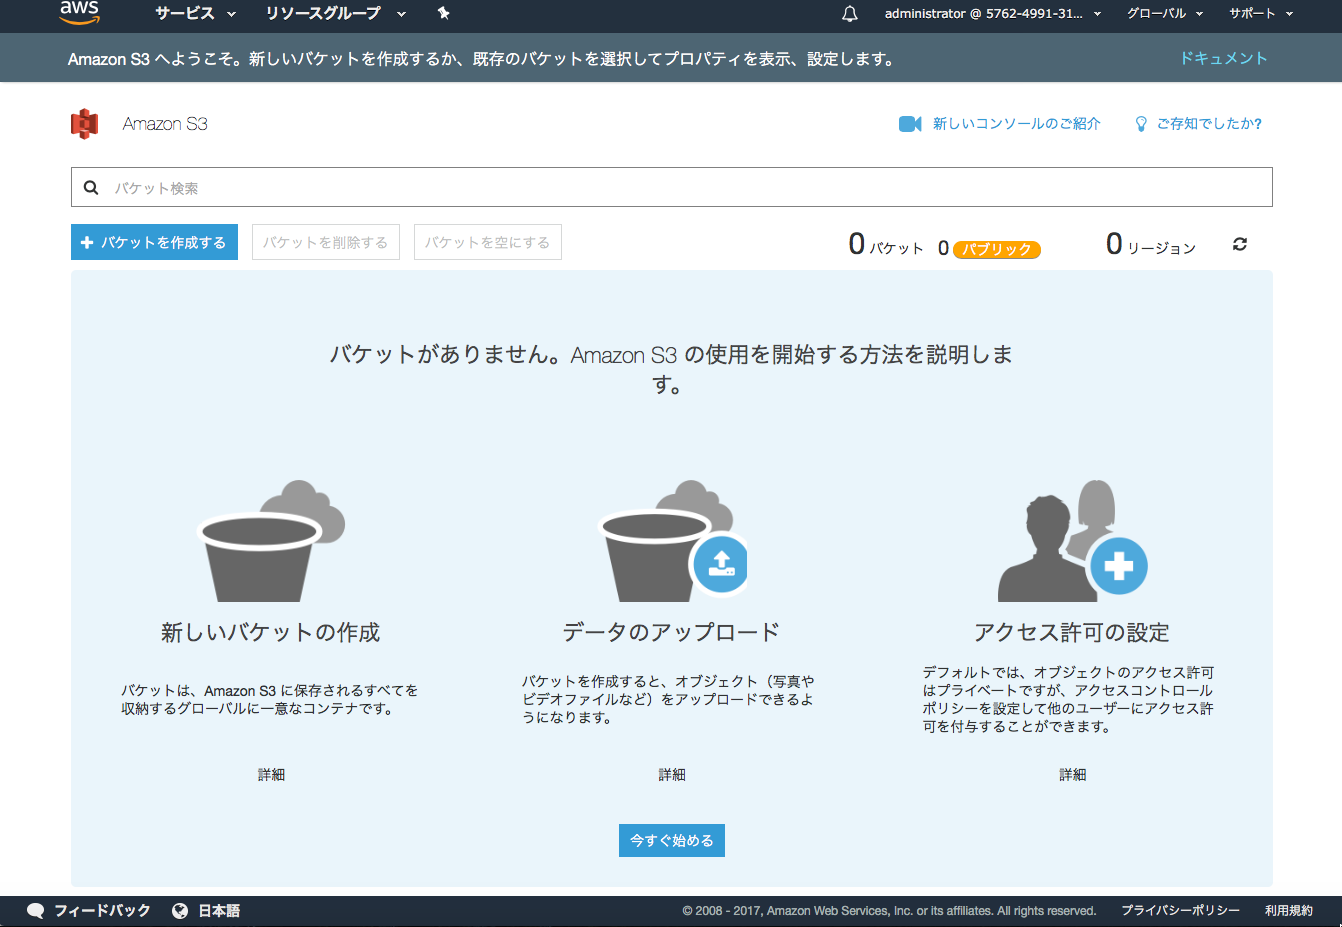 aws サービス リソースグループ administrator @ 5762-4991-31... グローバル サポート
Amazon S3 へようこそ。新しいバケットを作成するか、既存のバケットを選択してプロパティを表示、設定します。 ドキュメント
Amazon S3 新しいコンソールのご紹介 ご存知でしたか?
バケット検索
バケットを作成する バケットを削除する バケットを空にする 0 バケット 0 パブリック 0 リージョン
バケットがありません。Amazon S3 の使用を開始する方法を説明しま
す。
新しいバケットの作成
バケットは、Amazon S3 に保存されるすべてを
収納するグローバルに一意なコンテナです。
詳細
データのアップロード
バケットを作成すると、オブジェクト（写真や
ビデオファイルなど）をアップロードできるよ
うになります。
詳細
アクセス許可の設定
デフォルトでは、オブジェクトのアクセス許可
はプライベートですが、アクセスコントロール
ポリシーを設定して他のユーザーにアクセス許
可を付与することができます。
詳細
今すぐ始める
フィードバック 日本語 © 2008 - 2017, Amazon Web Services, Inc. or its affiliates. All rights reserved. プライバシーポリシー 利用規約